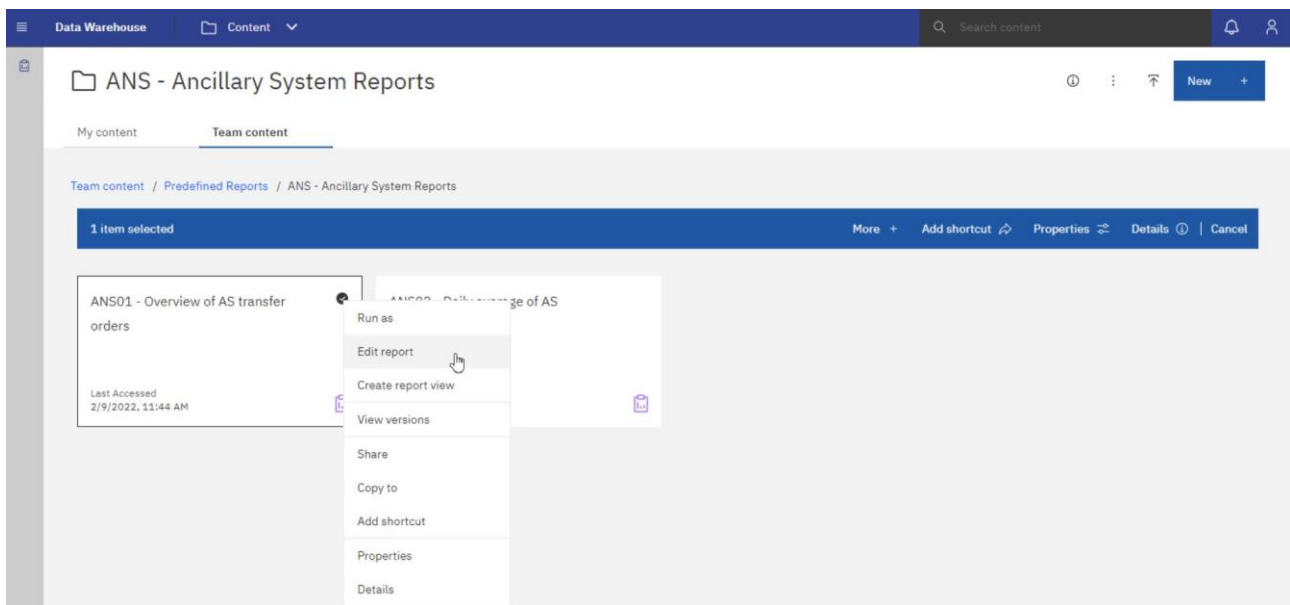 Data Warehouse Content Search content
ANS - Ancillary System Reports
New +
My content Team content
Team content / Predefined Reports / ANS - Ancillary System Reports
1 item selected More + Add shortcut Properties Details | Cancel
ANS01 - Overview of AS transfer
orders
Last Accessed
2/9/2022, 11:44 AM
average of AS
Run as
Edit report
Create report view
View versions
Share
Copy to
Add shortcut
Properties
Details